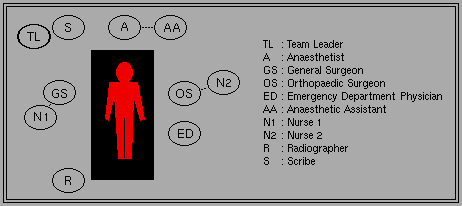 TL
S
A
AA
GS
N1
OS
N2
ED
R
TL : Team Leader
A : Anaesthetist
GS : General Surgeon
OS : Orthopaedic Surgeon
ED : Emergency Department Physician
AA : Anaesthetic Assistant
N1 : Nurse 1
N2 : Nurse 2
R : Radiographer
S : Scribe